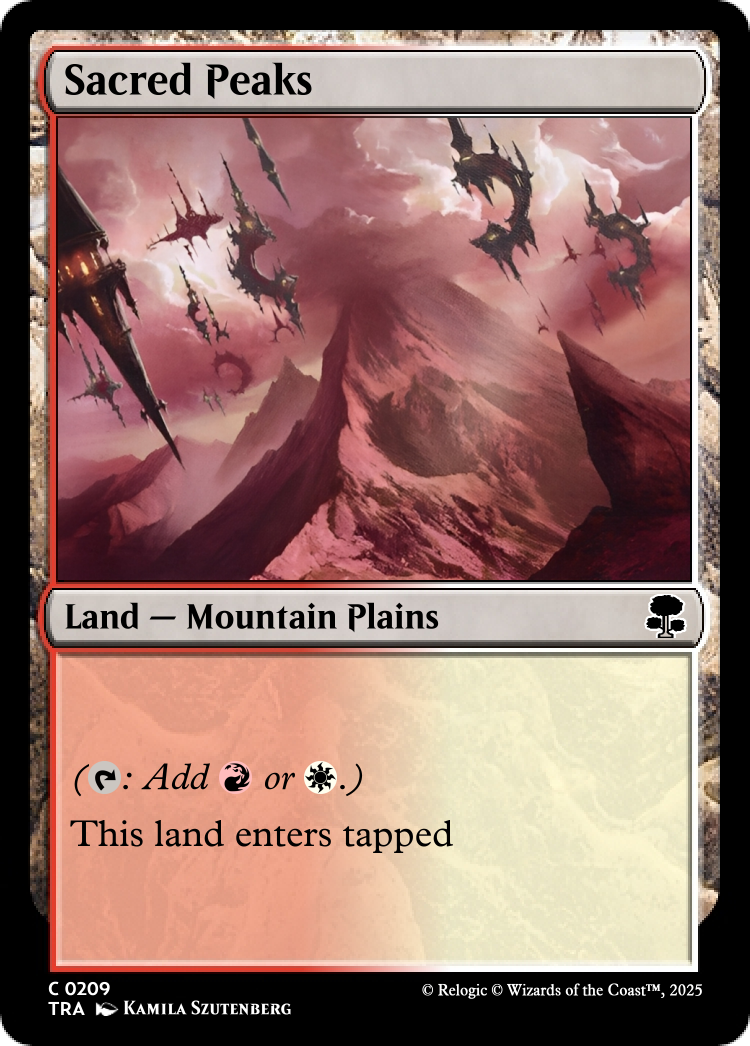 Sacred Peaks
Land — Mountain Plains
(: Add or .)
This land enters tapped
C 0209
TRA KAMILA SZUTENBERG
© Relogic © Wizards of the Coast™, 2025